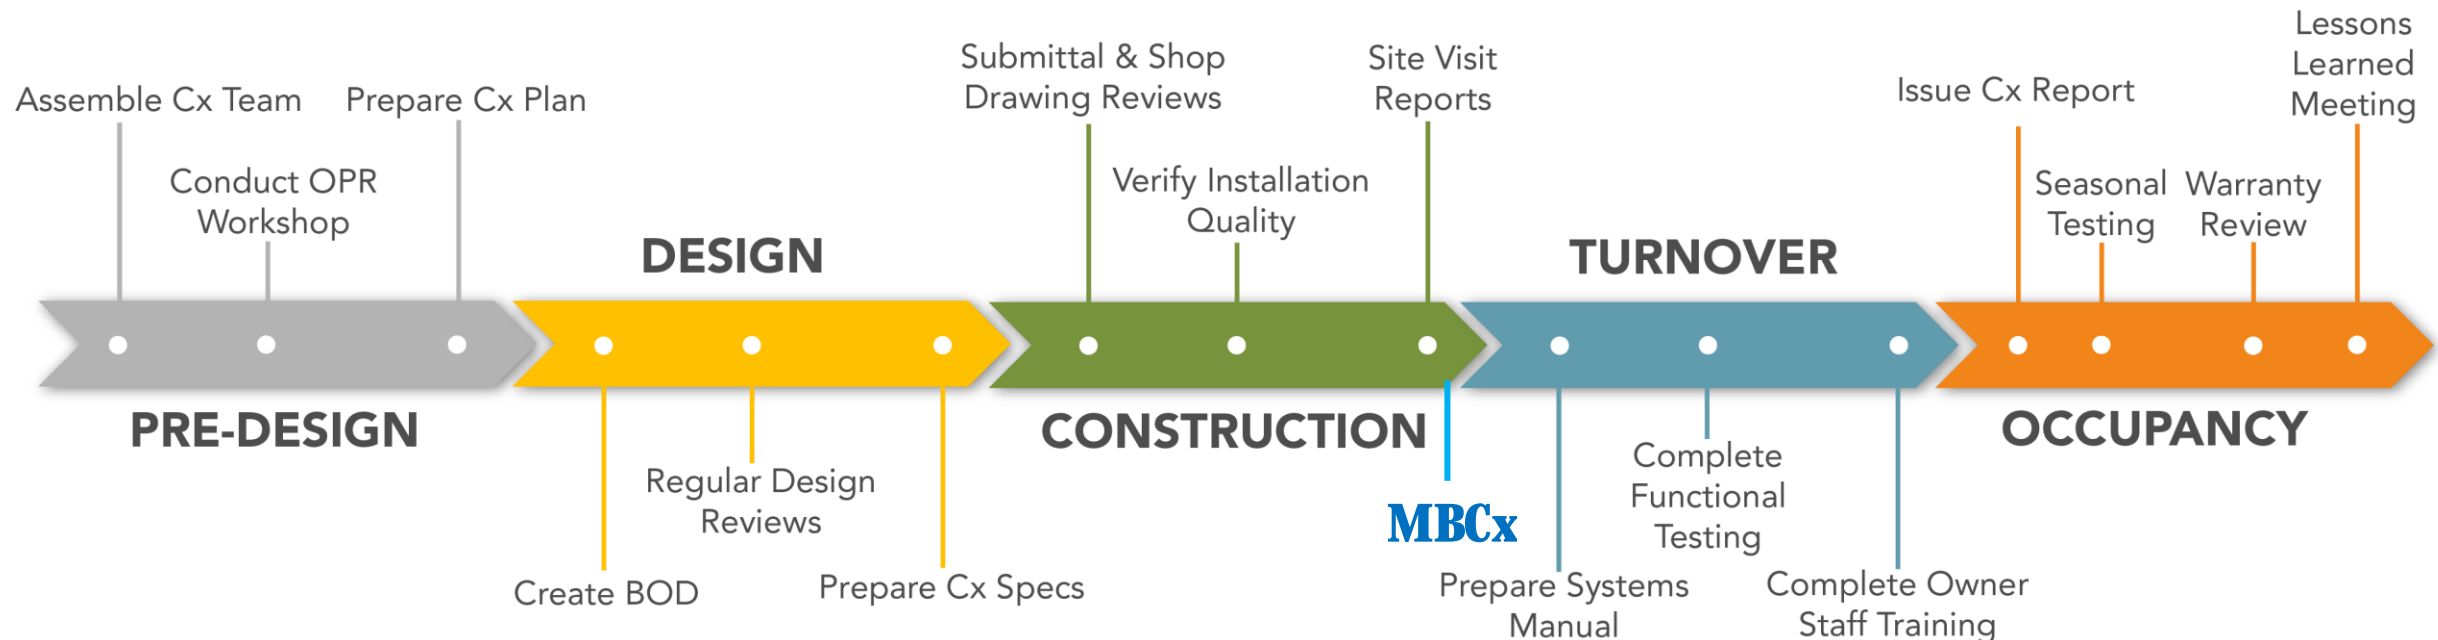 Assemble Cx Team
Conduct OPR
Workshop
Prepare Cx Plan
PRE-DESIGN
DESIGN
Create BOD
Regular Design
Reviews
Prepare Cx Specs
Submittal & Shop
Drawing Reviews
Verify Installation
Quality
Site Visit
Reports
CONSTRUCTION
MBCx
TURNOVER
Prepare Systems
Manual
Complete
Functional
Testing
Complete Owner
Staff Training
Issue Cx Report
Seasonal
Testing
Warranty
Review
Lessons
Learned
Meeting
OCCUPANCY